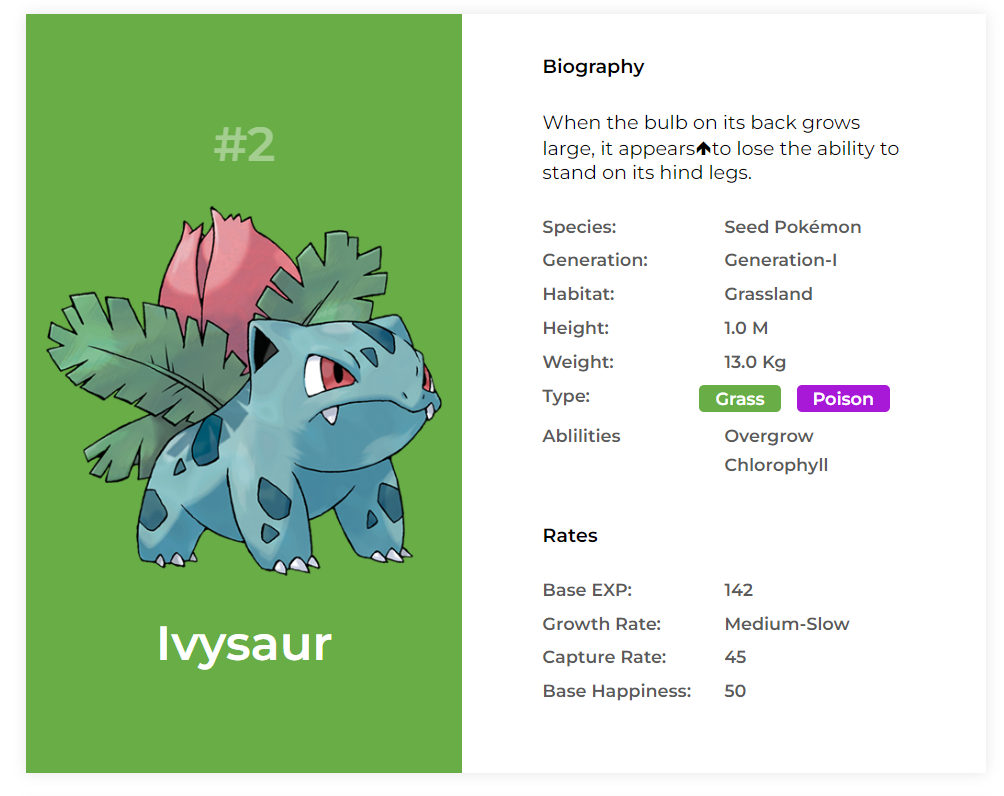 #2
Ivysaur
Biography
When the bulb on its back grows
large, it appears🡹to lose the ability to
stand on its hind legs.
Species: Seed Pokémon
Generation: Generation-I
Habitat: Grassland
Height: 1.0 M
Weight: 13.0 Kg
Type: Grass Poison
Ablilities Overgrow
Chlorophyll
Rates
Base EXP: 142
Growth Rate: Medium-Slow
Capture Rate: 45
Base Happiness: 50